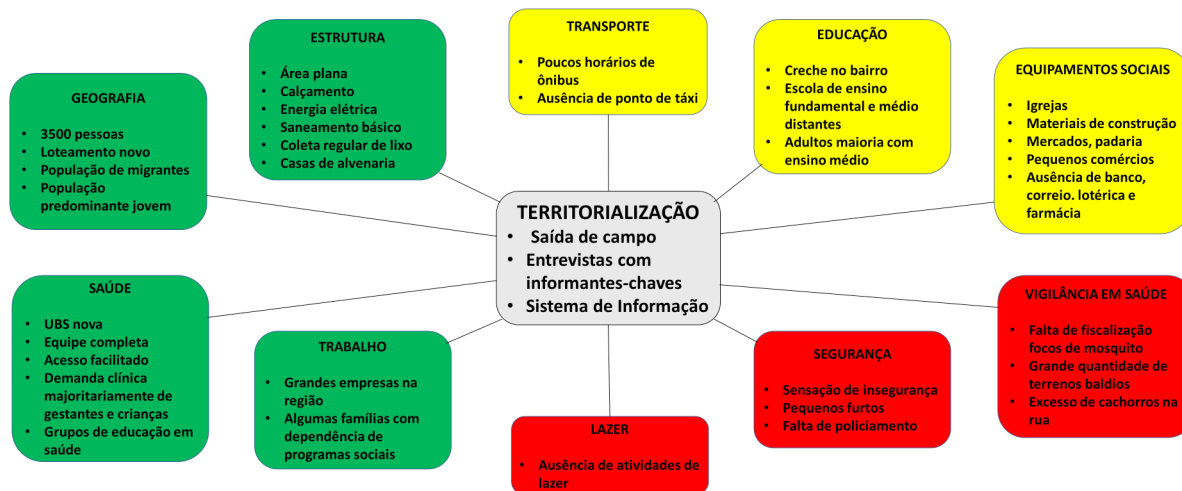 TRANSPORTE
• Poucos horários de
ônibus
• Ausência de ponto de táxi
ESTRUTURA
• Área plana
• Calçamento
• Energia elétrica
• Saneamento básico
• Coleta regular de lixo
• Casas de alvenaria
EDUCAÇÃO
• Creche no bairro
• Escola de ensino
fundamental e médio
distantes
• Adultos maioria com
ensino médio
GEOGRAFIA
• 3500 pessoas
• Loteamento novo
• População de migrantes
• População
predominante jovem
EQUIPAMENTOS SOCIAIS
• Igrejas
• Materiais de construção
• Mercados, padaria
• Pequenos comércios
• Ausência de banco,
correio. lotérica e
farmácia
TERRITORIALIZAÇÃO
• Saída de campo
• Entrevistas com
informantes-chaves
• Sistema de Informação
SAÚDE
• UBS nova
• Equipe completa
• Acesso facilitado
• Demanda clínica
majoritariamente de
gestantes e crianças
• Grupos de educação em
saúde
TRABALHO
• Grandes empresas na
região
• Algumas famílias com
dependência de
programas sociais
LAZER
• Ausência de atividades de
lazer
SEGURANÇA
• Sensação de insegurança
• Pequenos furtos
• Falta de policiamento
VIGILÂNCIA EM SAÚDE
• Falta de fiscalização
focos de mosquito
• Grande quantidade de
terrenos baldios
• Excesso de cachorros na
rua